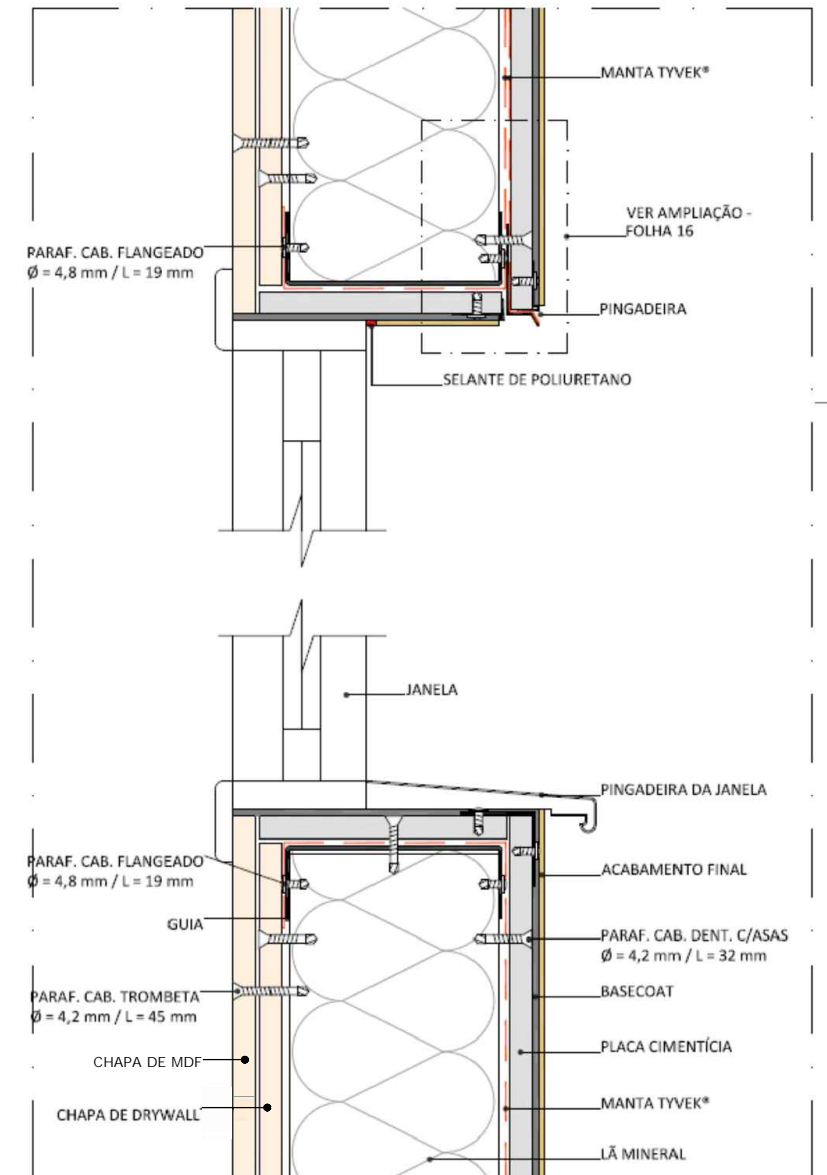 MANTA TYVEK®
VER AMPLIAÇÃO -
FOLHA 16
PARAF. CAB. FLANGEADO
Ø = 4,8 mm / L = 19 mm
PINGADEIRA
SELANTE DE POLIURETANO
JANELA
PINGADEIRA DA JANELA
PARAF. CAB. FLANGEADO
Ø = 4,8 mm / L = 19 mm
ACABAMENTO FINAL
GUIA
PARAF. CAB. DENT. C/ASAS
Ø = 4,2 mm / L = 32 mm
PARAF. CAB. TROMBETA
Ø = 4,2 mm / L = 45 mm
BASECOAT
PLACA CIMENTÍCIA
CHAPA DE MDF
CHAPA DE DRYWALL
MANTA TYVEK®
LÃ MINERAL